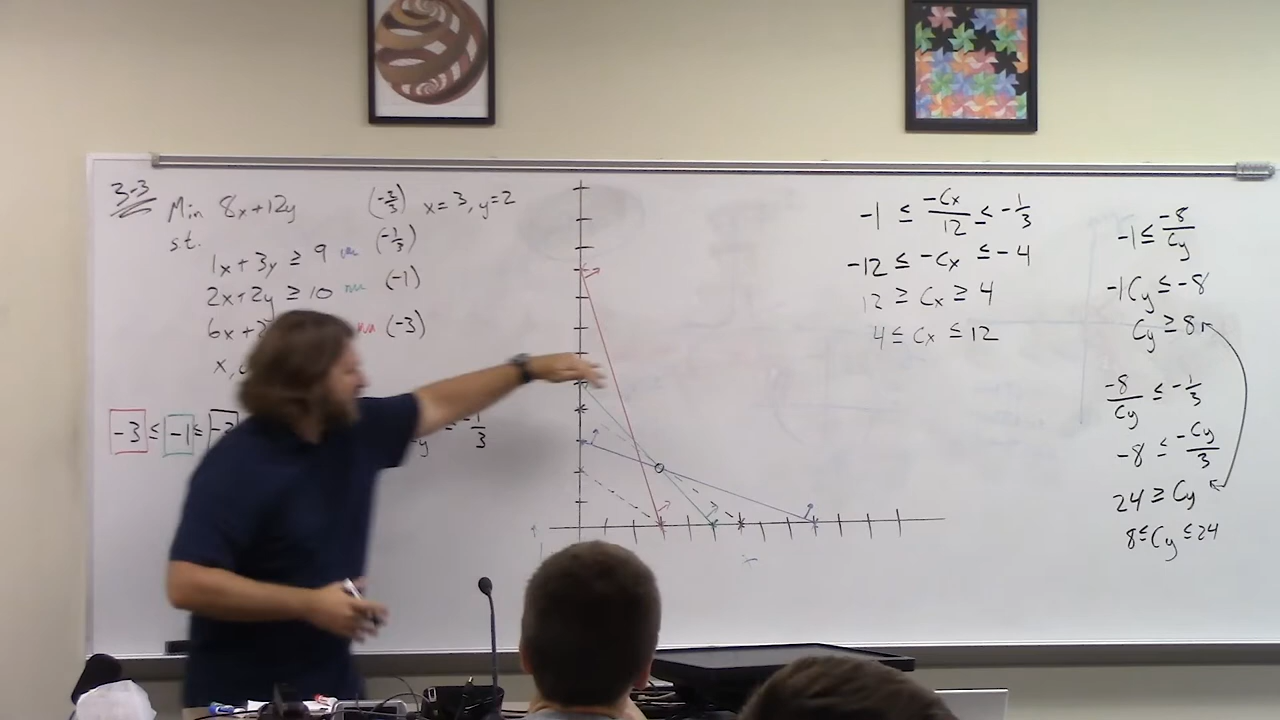 3-3
Min 8x+12y (-2/3) x=3, y=2
s.t. (-1/3)
1x+3y ≥ 9
2x+2y ≥ 10 (-1)
6x+2 (-3)
x,
-3 ≤ -1 ≤ -1/3
-1 ≤ -Cx/12 ≤ -1/3
-12 ≤ -Cx ≤ -4
12 ≥ Cx ≥ 4
4 ≤ Cx ≤ 12
-1 ≤ -8/Cy
-1Cy ≤ -8
Cy ≥ 8
-8/Cy ≤ -1/3
-8 ≤ -Cy/3
24 ≥ Cy
8 ≤ Cy ≤ 24